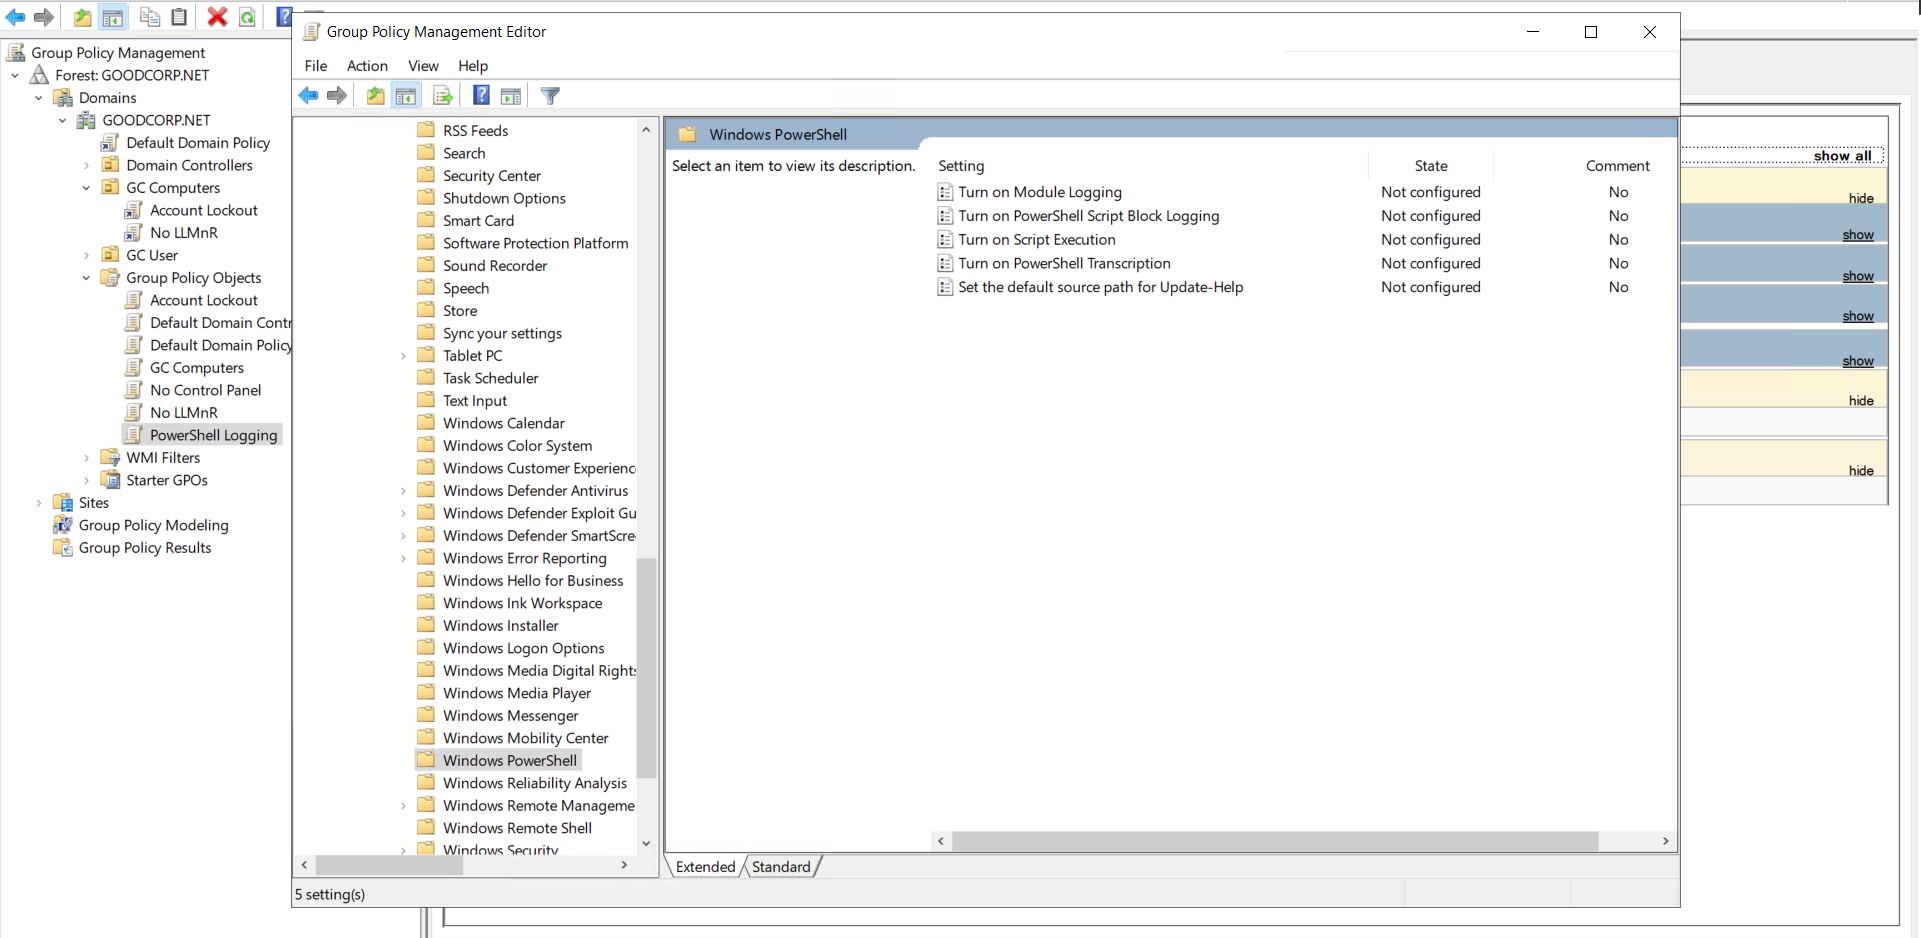 Group Policy Management
Forest: GOODCORP.NET
Domains
GOODCORP.NET
Default Domain Policy
Domain Controllers
GC Computers
Account Lockout
No LLMnR
GC User
Group Policy Objects
Account Lockout
Default Domain Contr
Default Domain Policy
GC Computers
No Control Panel
No LLMnR
PowerShell Logging
WMI Filters
Starter GPOs
Sites
Group Policy Modeling
Group Policy Results
Group Policy Management Editor
File Action View Help
RSS Feeds
Search
Security Center
Shutdown Options
Smart Card
Software Protection Platform
Sound Recorder
Speech
Store
Sync your settings
Tablet PC
Task Scheduler
Text Input
Windows Calendar
Windows Color System
Windows Customer Experienc
Windows Defender Antivirus
Windows Defender Exploit Gu
Windows Defender SmartScre
Windows Error Reporting
Windows Hello for Business
Windows Ink Workspace
Windows Installer
Windows Logon Options
Windows Media Digital Rights
Windows Media Player
Windows Messenger
Windows Mobility Center
Windows PowerShell
Windows Reliability Analysis
Windows Remote Manageme
Windows Remote Shell
Windows Security
Windows PowerShell
Select an item to view its description.
Setting State Comment
Turn on Module Logging Not configured No
Turn on PowerShell Script Block Logging Not configured No
Turn on Script Execution Not configured No
Turn on PowerShell Transcription Not configured No
Set the default source path for Update-Help Not configured No
Extended Standard
5 setting(s)
show all
hide
show
show
show
show
hide
hide